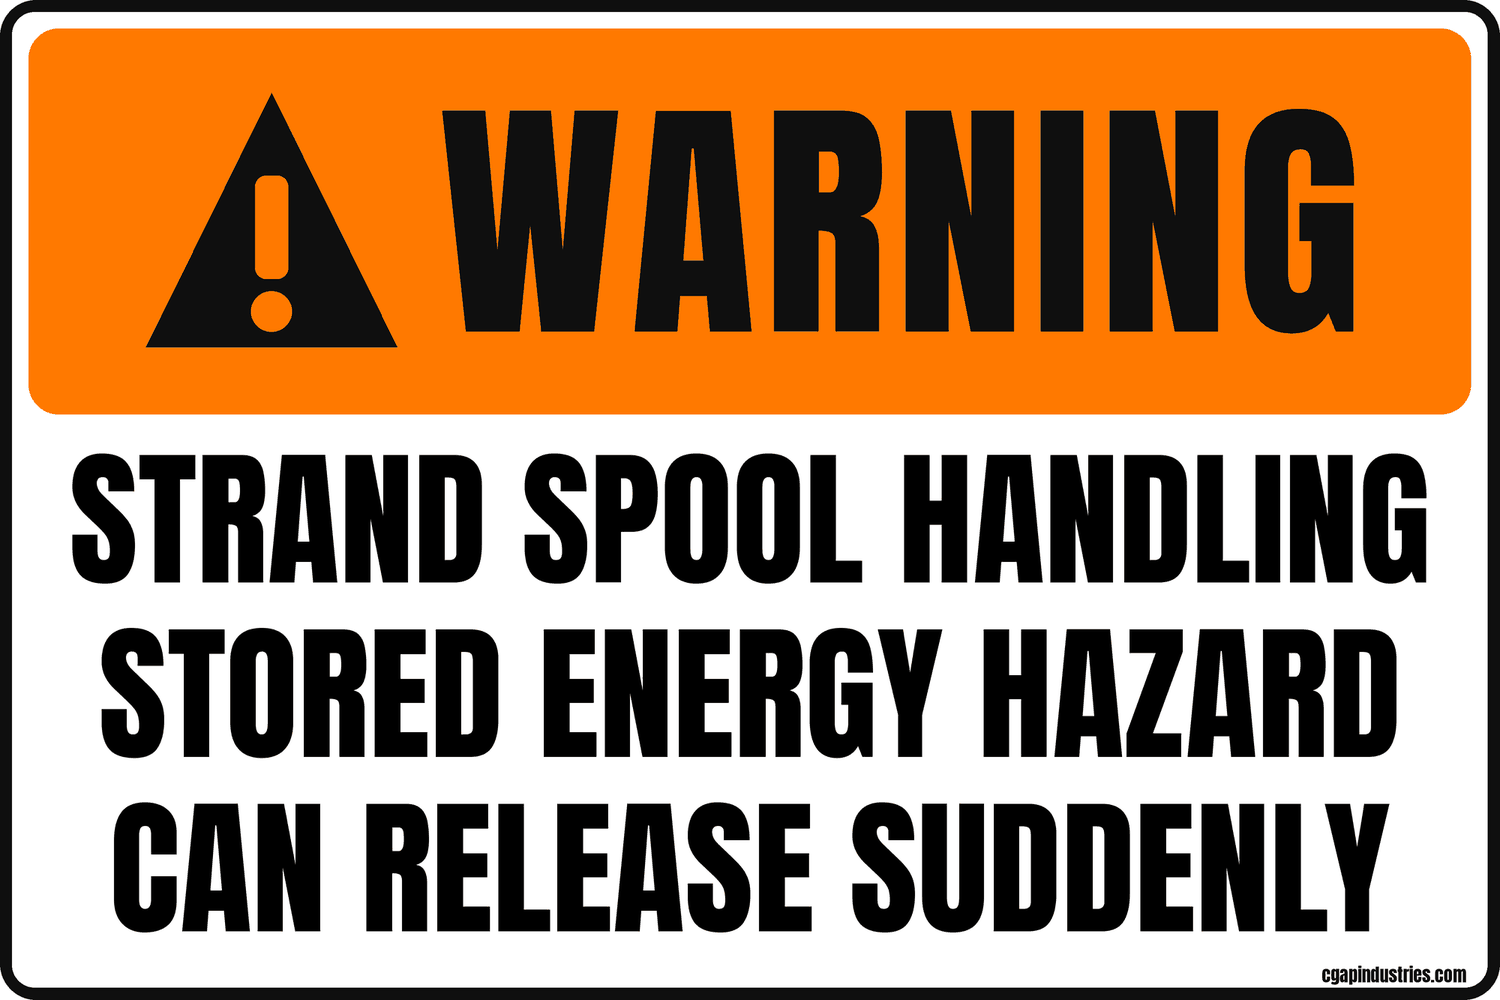 WARNING
STRAND SPOOL HANDLING
STORED ENERGY HAZARD
CAN RELEASE SUDDENLY
cgapindustries.com